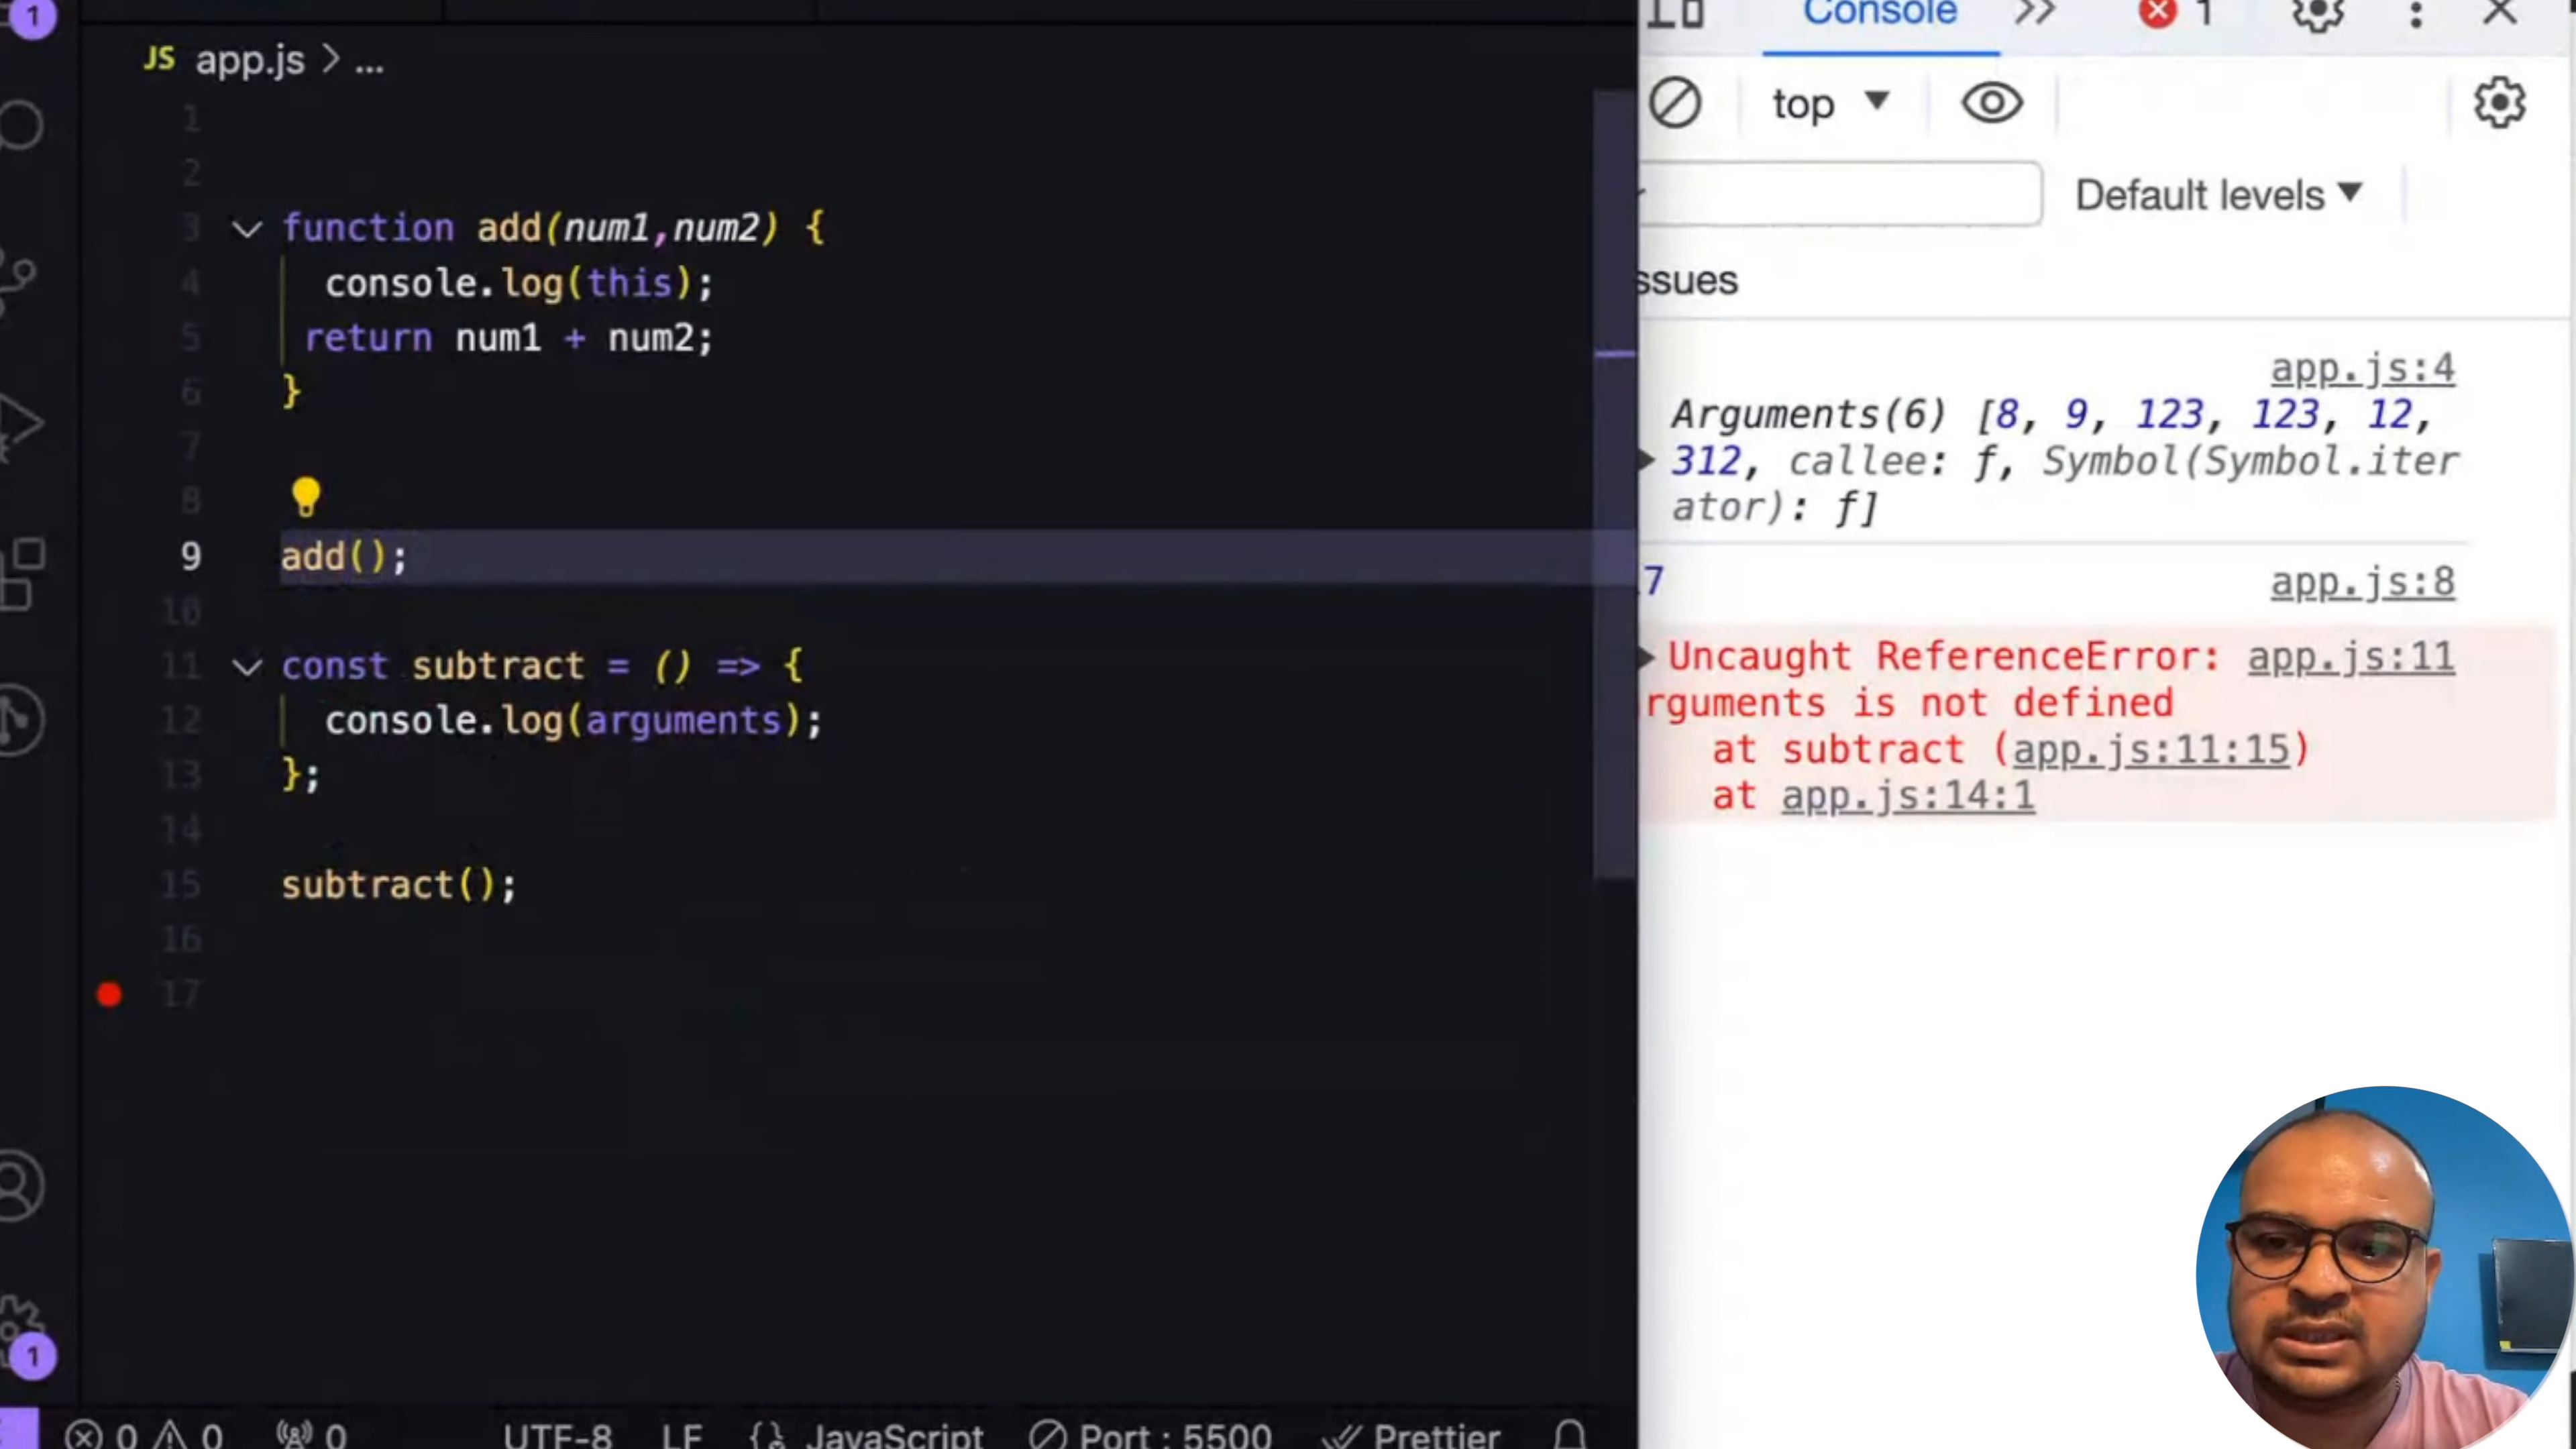 1
JS app.js > ...
1
2
3 function add(num1,num2) {
4 console.log(this);
5 return num1 + num2;
6 }
7
8
9 add();
10
11 const subtract = () => {
12 console.log(arguments);
13 };
14
15 subtract();
16
17
1
0 0 0 UTF-8 LF {} JavaScript Port : 5500 Prettier
Console >> 1
top
Default levels
ssues
app.js:4
Arguments(6) [8, 9, 123, 123, 12,
312, callee: f, Symbol(Symbol.iter
ator): f]
7 app.js:8
Uncaught ReferenceError: app.js:11
rguments is not defined
at subtract (app.js:11:15)
at app.js:14:1